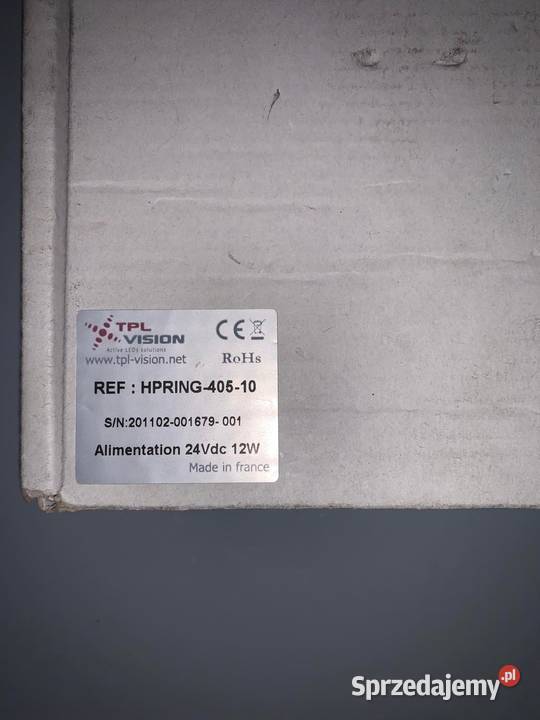 TPL
VISION
Active LEDs solutions
www.tpl-vision.net
CE
RoHs
REF : HPRING-405-10
S/N:201102-001679- 001
Alimentation 24Vdc 12W
Made in france
Sprzedajemy.pl